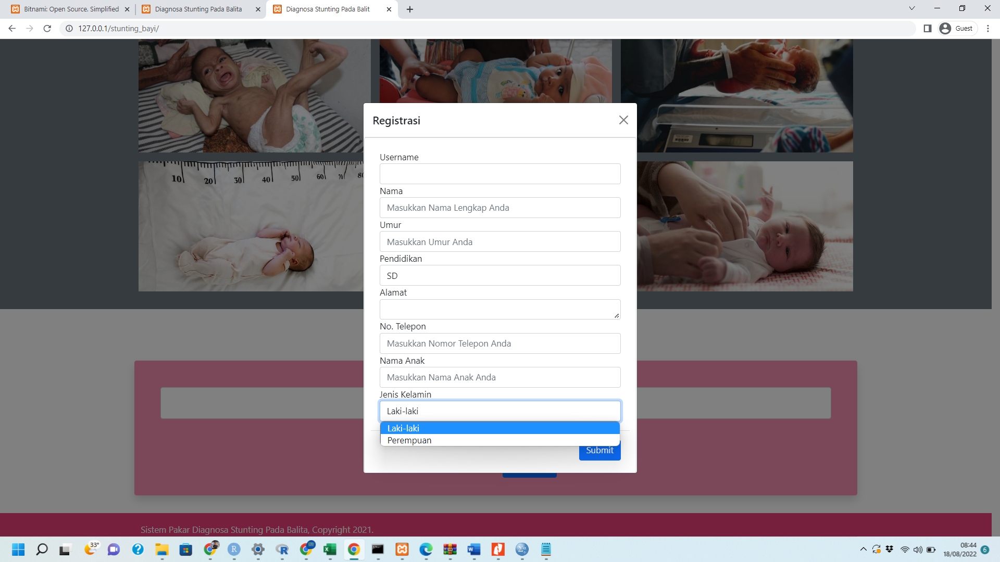 Bitnami: Open Source. Simplified
Diagnosa Stunting Pada Balita
Diagnosa Stunting Pada Balit
127.0.0.1/stunting_bayi/
Guest
10 20 30 40 50 60 70 80
Registrasi
Username
Nama
Masukkan Nama Lengkap Anda
Umur
Masukkan Umur Anda
Pendidikan
SD
Alamat
No. Telepon
Masukkan Nomor Telepon Anda
Nama Anak
Masukkan Nama Anak Anda
Jenis Kelamin
Laki-laki
Laki-laki
Perempuan
Submit
Sistem Pakar Diagnosa Stunting Pada Balita, Copyright 2021.
33°
08:44
18/08/2022
6